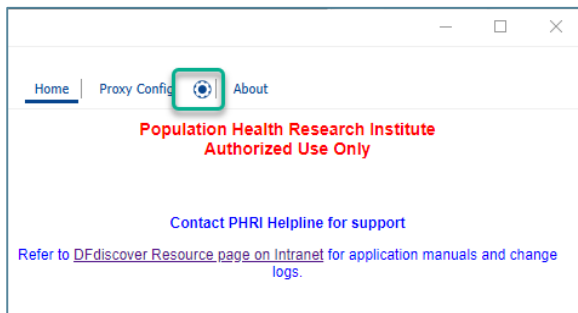 Home Proxy Config About
Population Health Research Institute
Authorized Use Only
Contact PHRI Helpline for support
Refer to DFdiscover Resource page on Intranet for application manuals and change
logs.